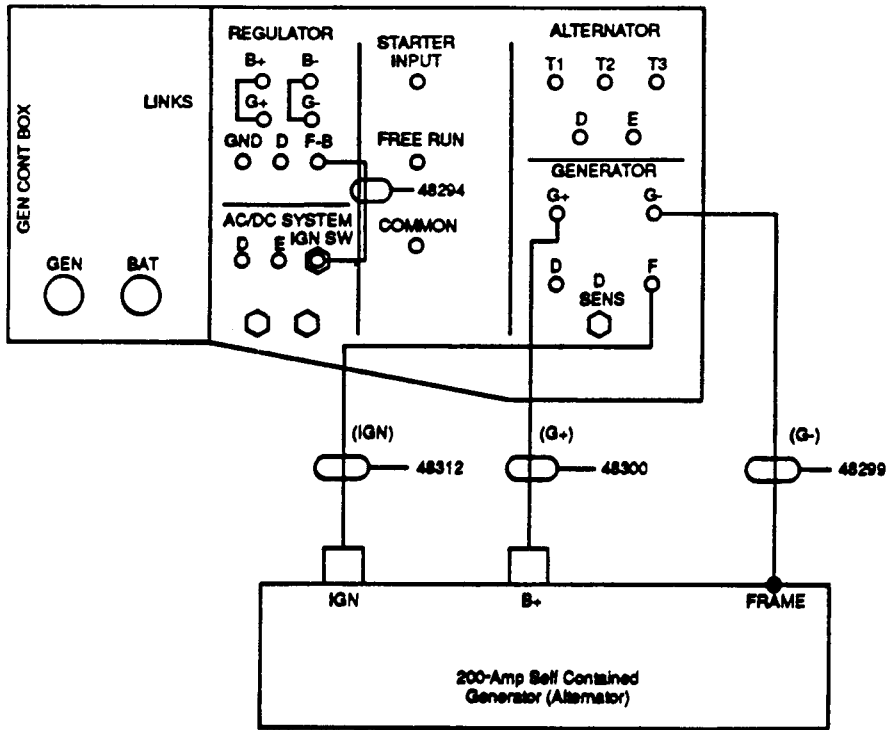 REGULATOR
B+ B-
G+ G-
GND D F-B
LINKS
GEN CONT BOX
GEN BAT
AC/DC SYSTEM
D E IGN SW
STARTER
INPUT
FREE RUN
48294
COMMON
ALTERNATOR
T1 T2 T3
D E
GENERATOR
G+ G-
D D F
SENS
(IGN) (G+) (G-)
48312 48300 48299
IGN B+ FRAME
200-Amp Self Contained
Generator (Alternator)